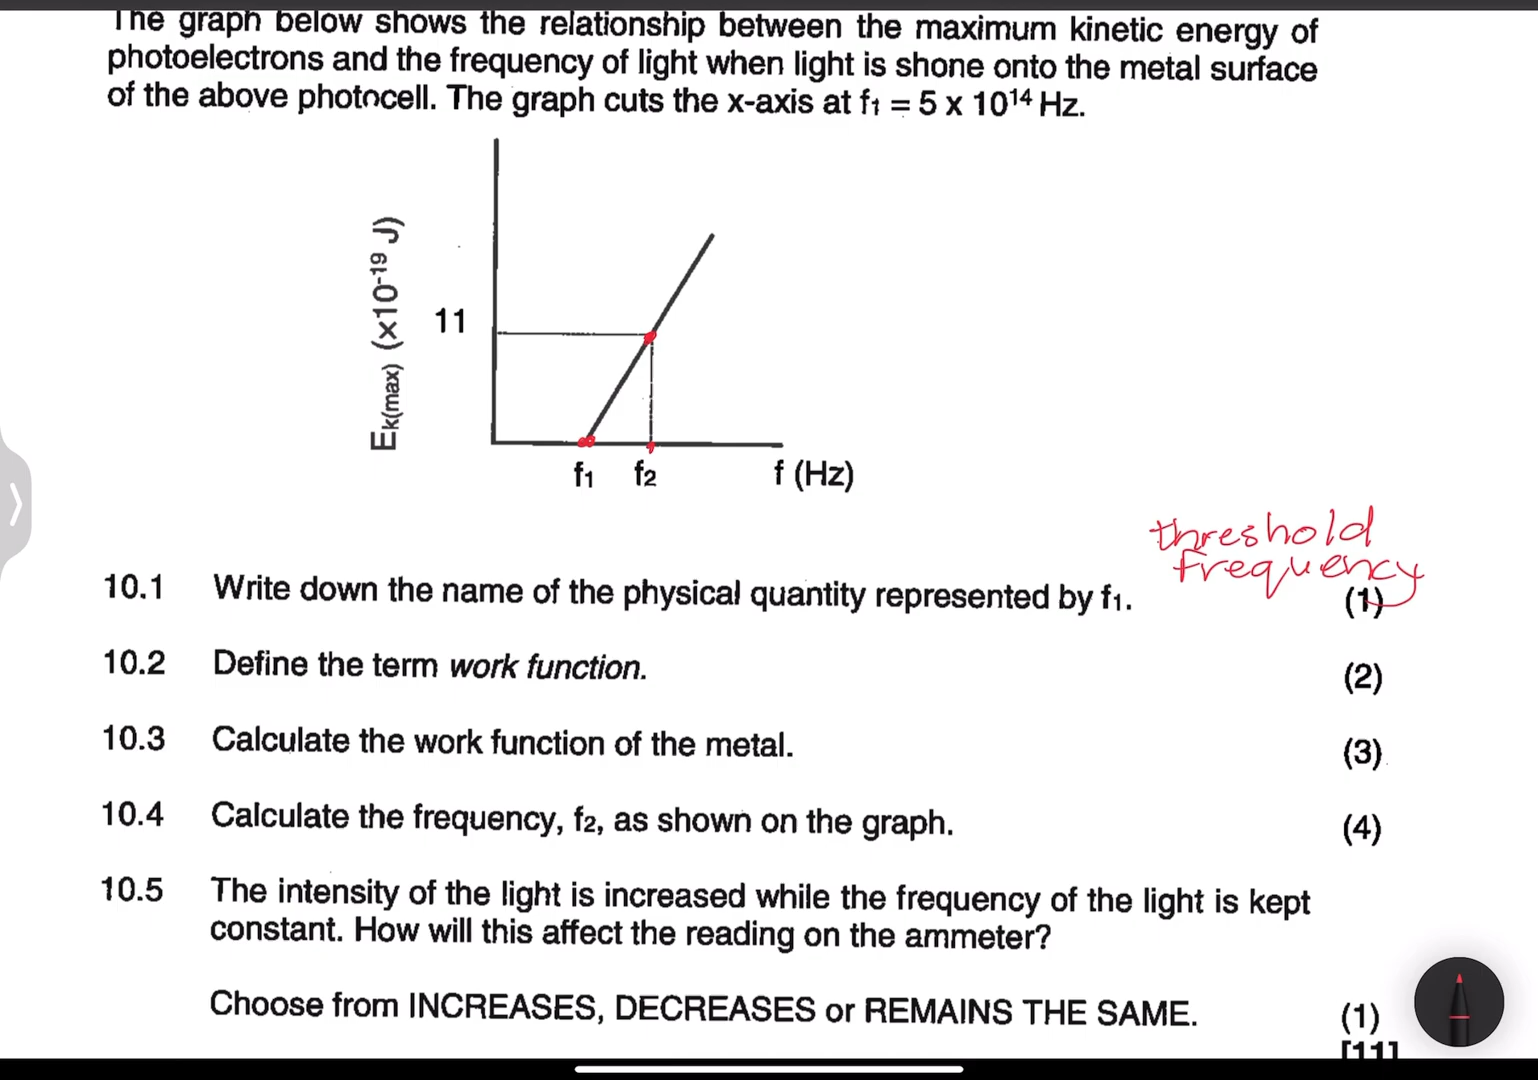 The graph below shows the relationship between the maximum kinetic energy of
photoelectrons and the frequency of light when light is shone onto the metal surface
of the above photocell. The graph cuts the x-axis at f₁ = 5 x 10¹⁴ Hz.
Eₖ₍ₘₐₓ₎ (x10⁻¹⁹ J)
11
f₁ f₂ f (Hz)
threshold
frequency
10.1 Write down the name of the physical quantity represented by f₁. (1)
10.2 Define the term work function. (2)
10.3 Calculate the work function of the metal. (3)
10.4 Calculate the frequency, f₂, as shown on the graph. (4)
10.5 The intensity of the light is increased while the frequency of the light is kept
constant. How will this affect the reading on the ammeter?
Choose from INCREASES, DECREASES or REMAINS THE SAME. (1)
[11]